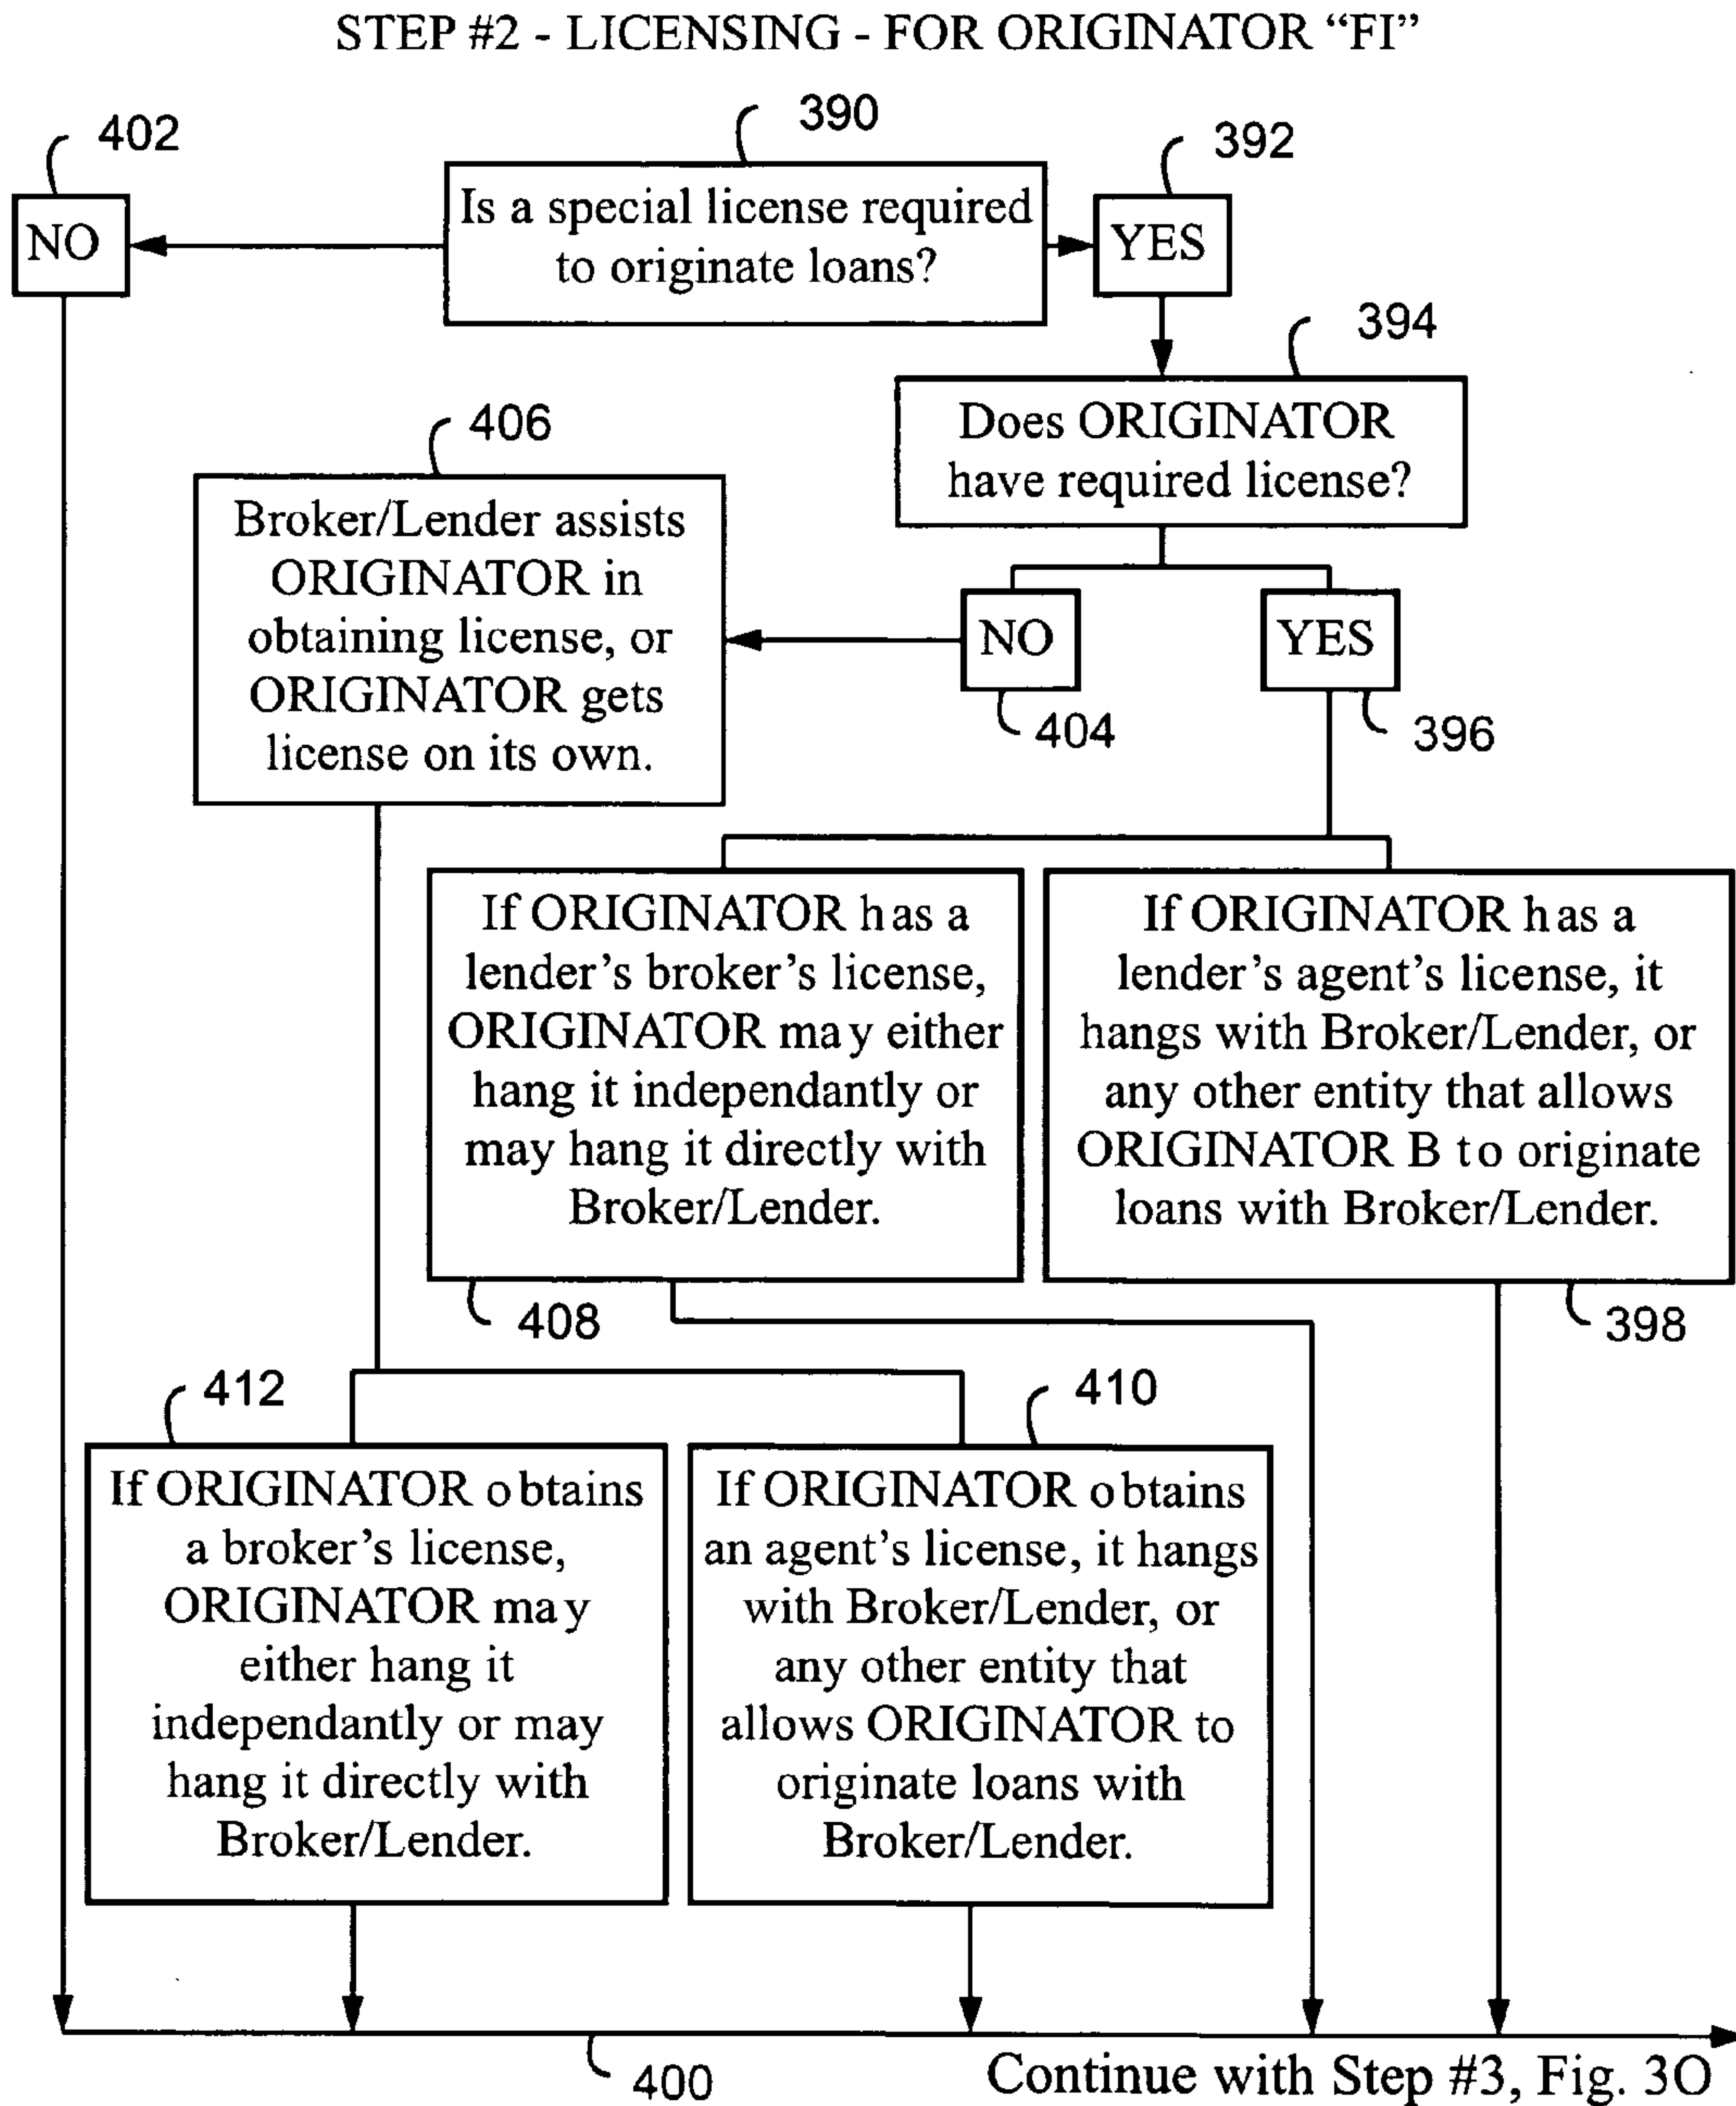 STEP #2 - LICENSING - FOR ORIGINATOR “FI”
402
390
392
NO
Is a special license required
to originate loans?
YES
394
Does ORIGINATOR
have required license?
406
Broker/Lender assists
ORIGINATOR in
obtaining license, or
ORIGINATOR gets
license on its own.
NO
YES
404
396
If ORIGINATOR has a
lender’s broker’s license,
ORIGINATOR may either
hang it independantly or
may hang it directly with
Broker/Lender.
408
If ORIGINATOR has a
lender’s agent’s license, it
hangs with Broker/Lender, or
any other entity that allows
ORIGINATOR B to originate
loans with Broker/Lender.
398
412
If ORIGINATOR obtains
a broker’s license,
ORIGINATOR may
either hang it
independantly or may
hang it directly with
Broker/Lender.
410
If ORIGINATOR obtains
an agent’s license, it hangs
with Broker/Lender, or
any other entity that
allows ORIGINATOR to
originate loans with
Broker/Lender.
400
Continue with Step #3, Fig. 3O